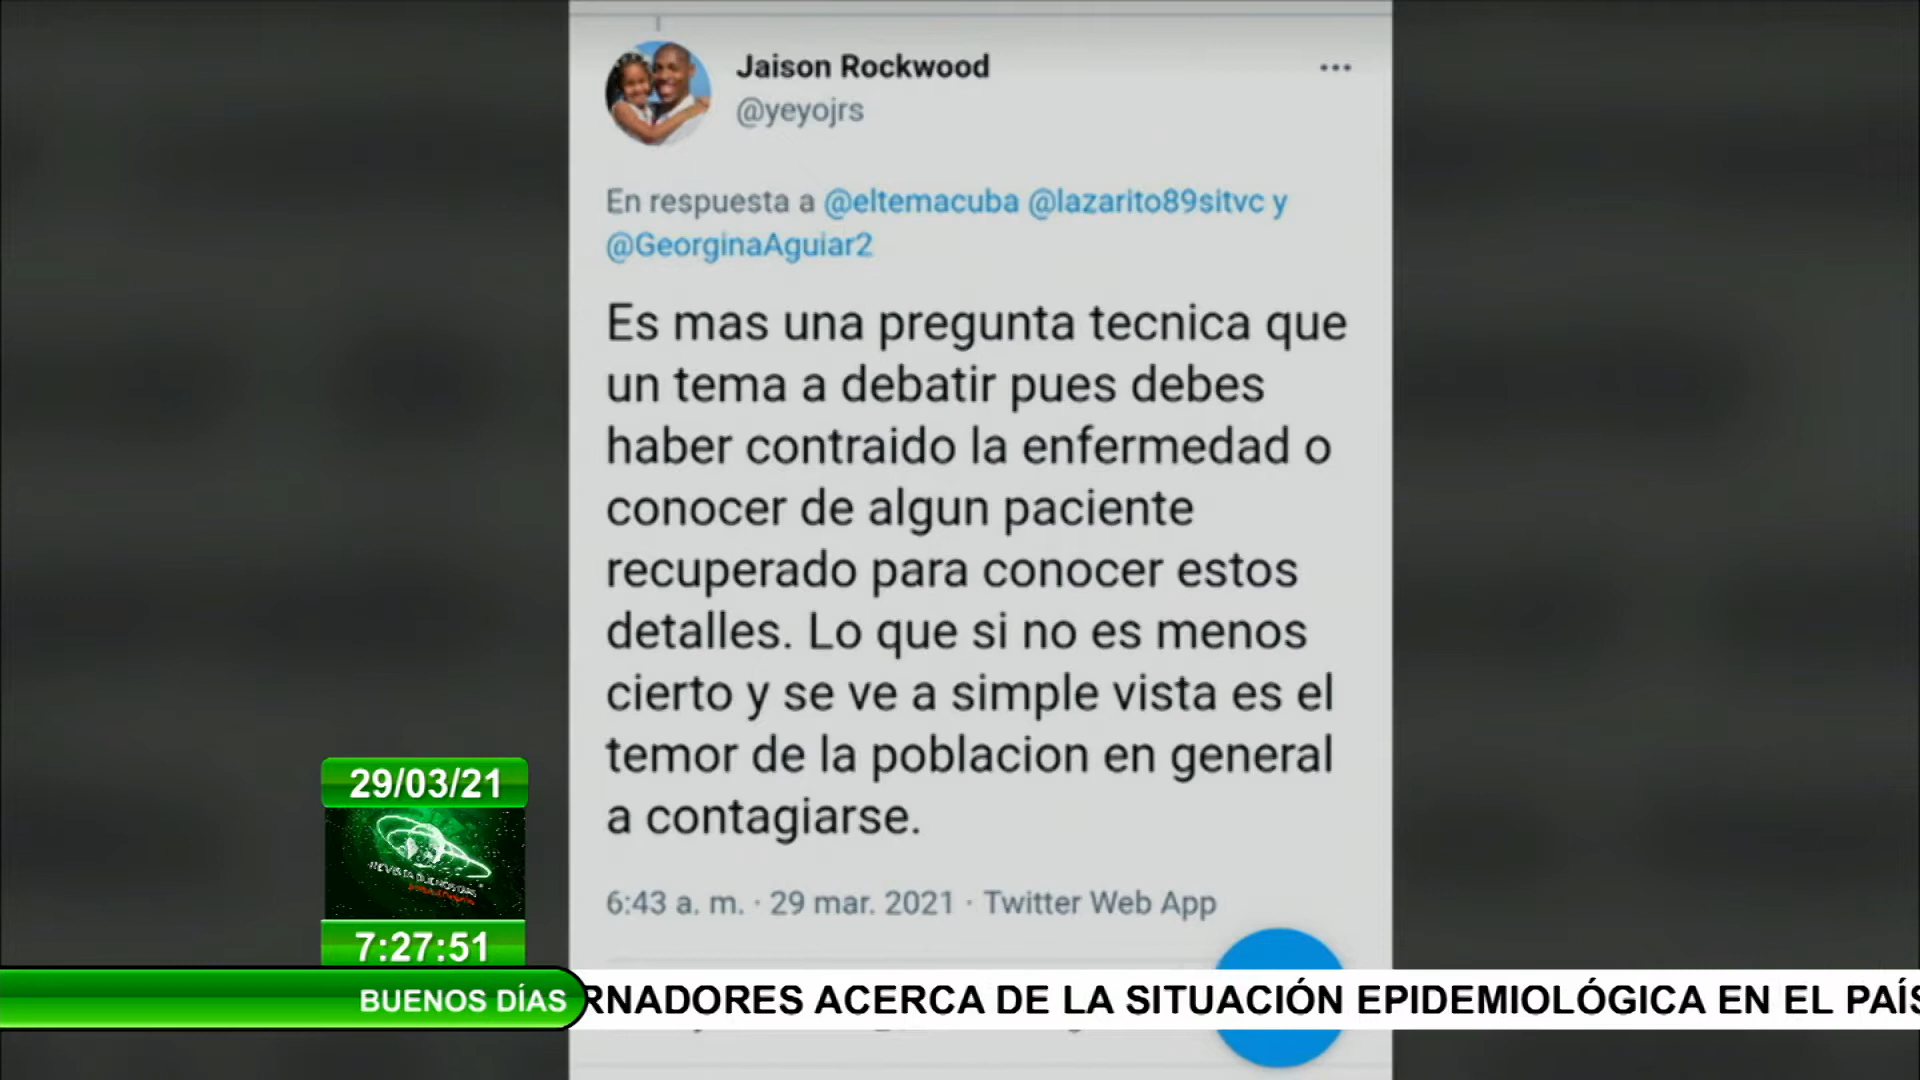 Jaison Rockwood
@yeyojrs
En respuesta a @eltemacuba @lazarito89sitvc y
@GeorginaAguiar2
Es mas una pregunta tecnica que
un tema a debatir pues debes
haber contraido la enfermedad o
conocer de algun paciente
recuperado para conocer estos
detalles. Lo que si no es menos
cierto y se ve a simple vista es el
temor de la poblacion en general
a contagiarse.
6:43 a. m. · 29 mar. 2021 · Twitter Web App
29/03/21
REVISTA BUENOS DÍAS
7:27:51
BUENOS DÍAS
RNADORES ACERCA DE LA SITUACIÓN EPIDEMIOLÓGICA EN EL PAÍS